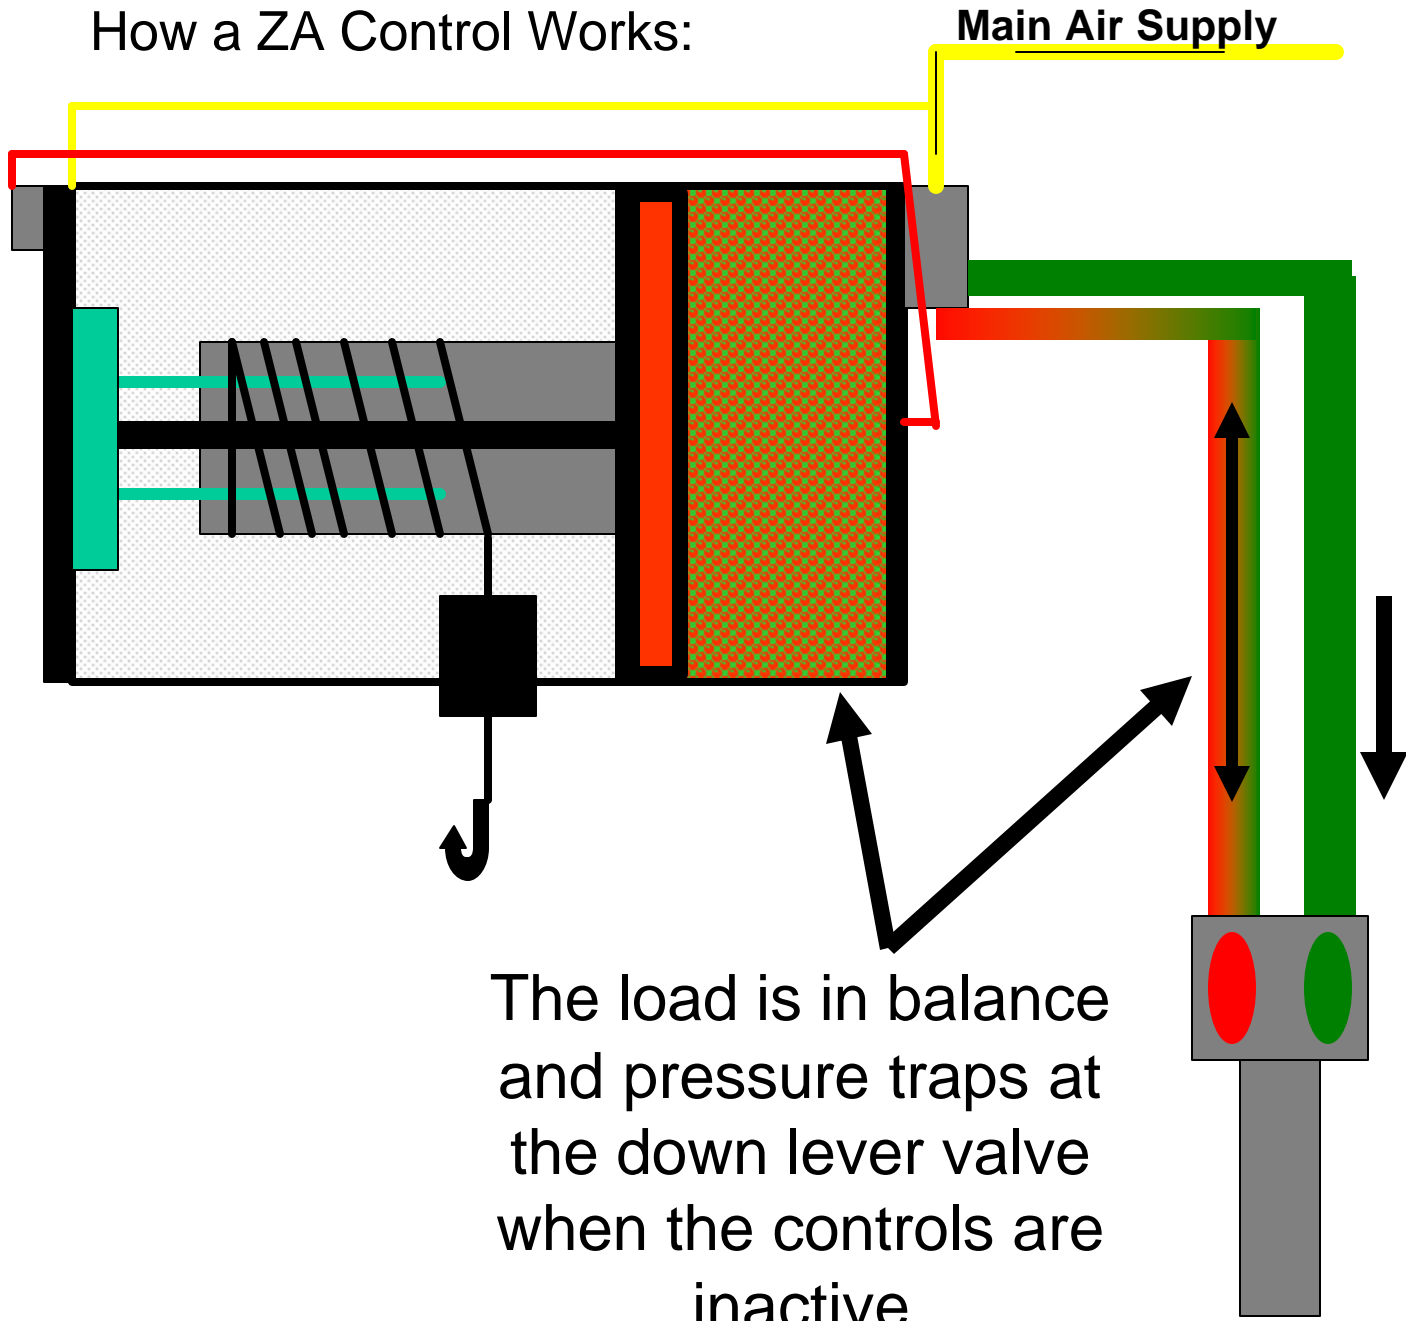 How a ZA Control Works:
Main Air Supply
The load is in balance
and pressure traps at
the down lever valve
when the controls are
inactive